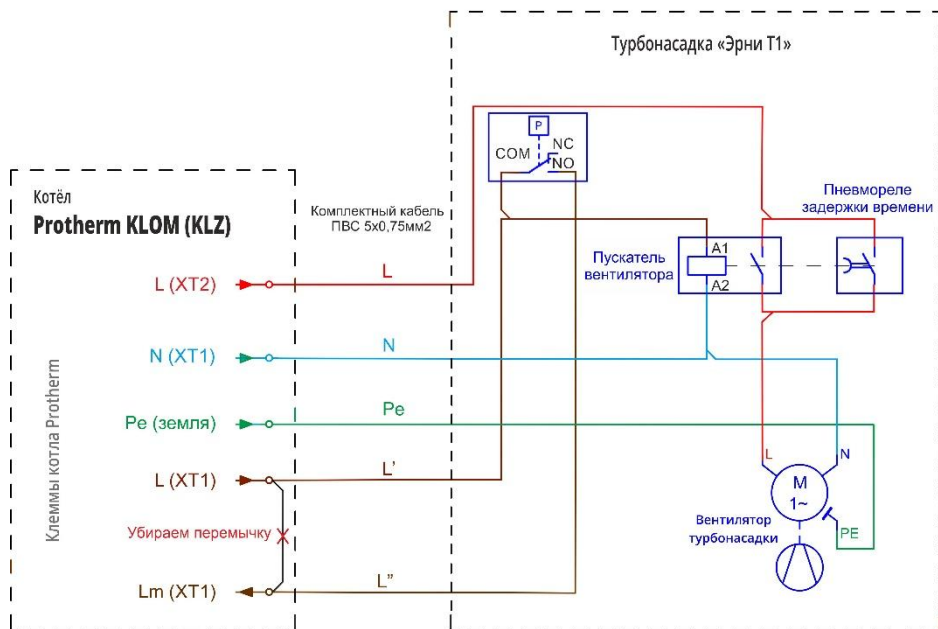 Турбонасадка «Эрни Т1»
P
NC
COM
NO
Котёл
Protherm KLOM (KLZ)
Комплектный кабель
ПВС 5х0,75мм2
Пневмореле
задержки времени
Пускатель
вентилятора
A1
A2
L (XT2)
L
N (XT1)
N
Pe (земля)
Pe
L (XT1)
L'
Убираем перемычку
Lm (XT1)
L"
Клеммы котла Protherm
L
N
M
1~
PE
Вентилятор
турбонасадки